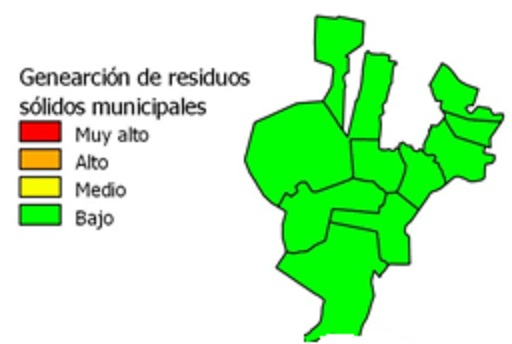 Genearción de residuos
sólidos municipales
Muy alto
Alto
Medio
Bajo